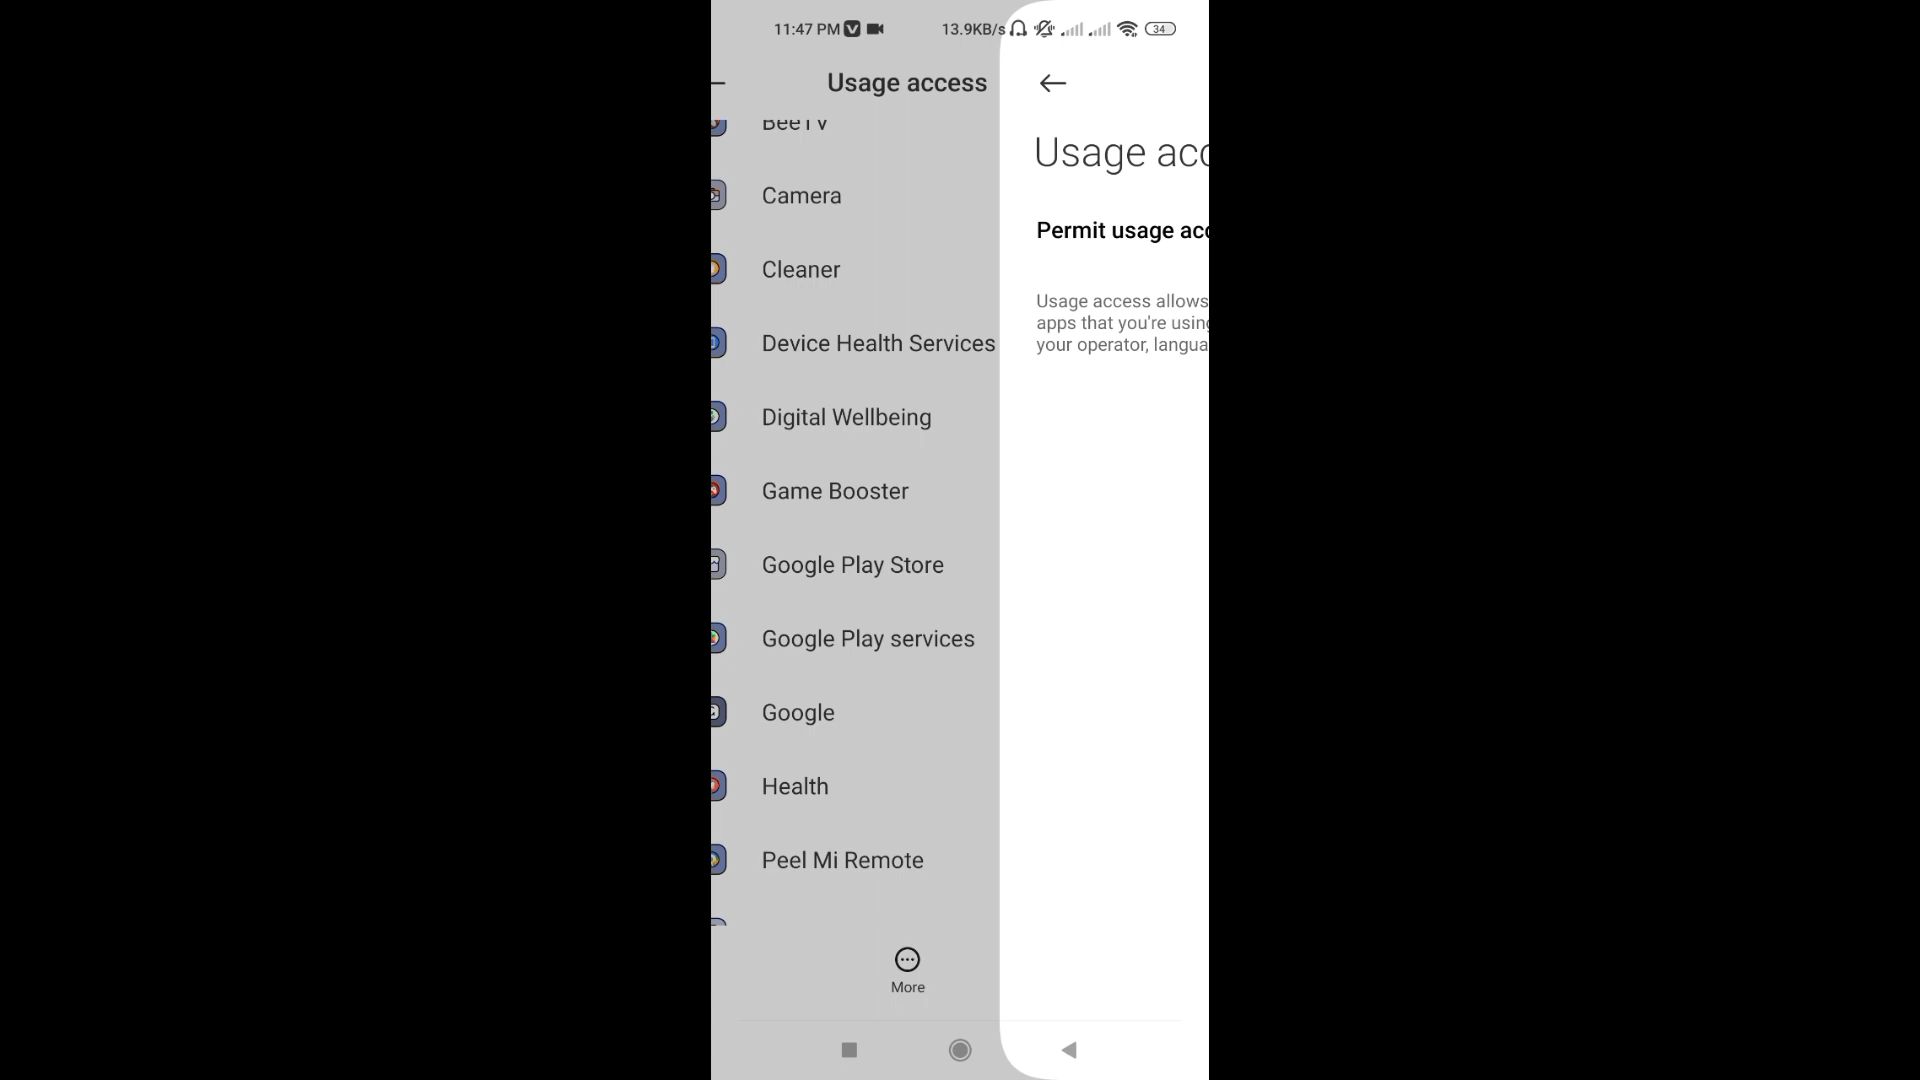 11:47 PM
13.9KB/s
34
Usage access
BeeTV
Camera
Cleaner
Device Health Services
Digital Wellbeing
Game Booster
Google Play Store
Google Play services
Google
Health
Peel Mi Remote
More
Usage acc
Permit usage acc
Usage access allows
apps that you're using
your operator, langua